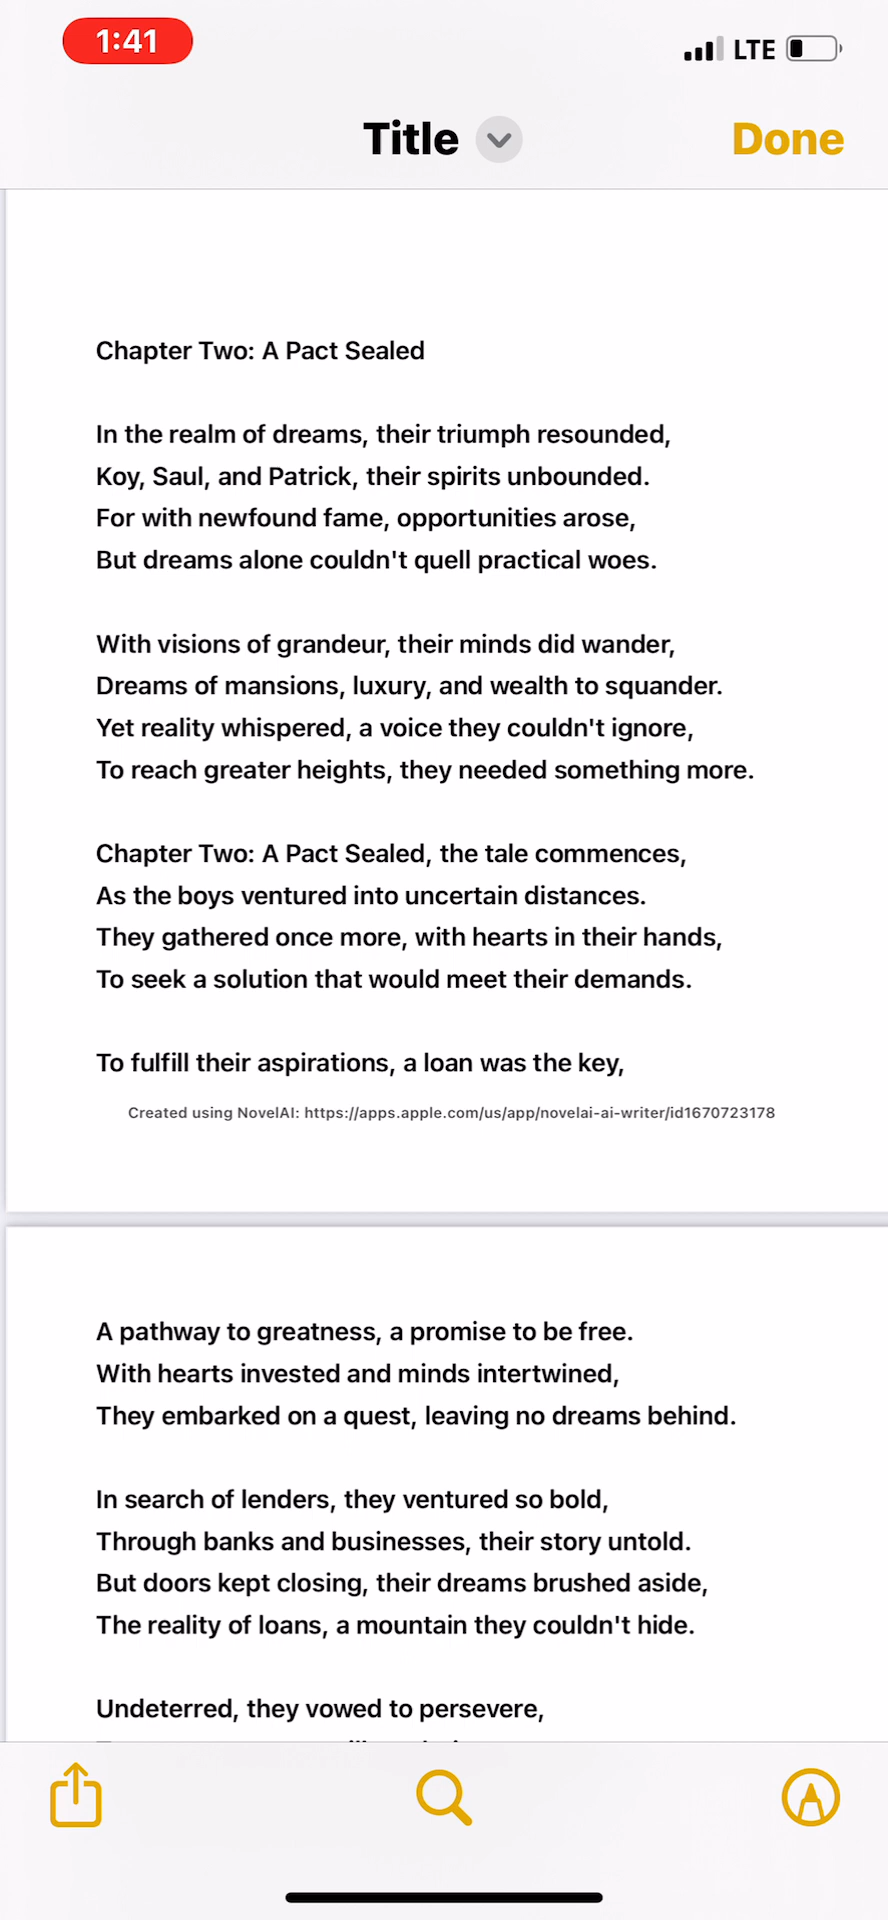 1:41
LTE
Title
Done
Chapter Two: A Pact Sealed
In the realm of dreams, their triumph resounded,
Koy, Saul, and Patrick, their spirits unbounded.
For with newfound fame, opportunities arose,
But dreams alone couldn't quell practical woes.
With visions of grandeur, their minds did wander,
Dreams of mansions, luxury, and wealth to squander.
Yet reality whispered, a voice they couldn't ignore,
To reach greater heights, they needed something more.
Chapter Two: A Pact Sealed, the tale commences,
As the boys ventured into uncertain distances.
They gathered once more, with hearts in their hands,
To seek a solution that would meet their demands.
To fulfill their aspirations, a loan was the key,
Created using NovelAI: https://apps.apple.com/us/app/novelai-ai-writer/id1670723178
A pathway to greatness, a promise to be free.
With hearts invested and minds intertwined,
They embarked on a quest, leaving no dreams behind.
In search of lenders, they ventured so bold,
Through banks and businesses, their story untold.
But doors kept closing, their dreams brushed aside,
The reality of loans, a mountain they couldn't hide.
Undeterred, they vowed to persevere,